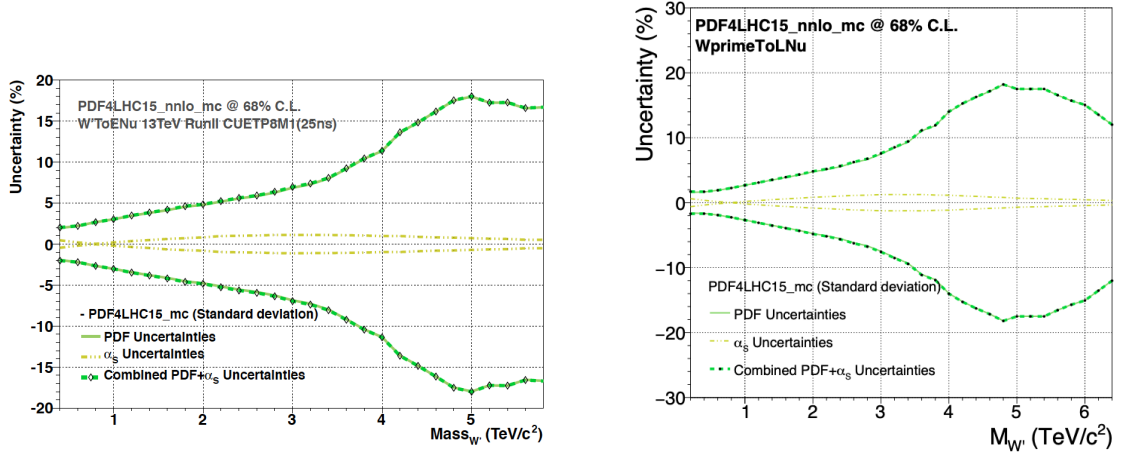 20
15
10
5
0
-5
-10
-15
-20
Uncertainty (%)
PDF4LHC15_nnlo_mc @ 68% C.L.
W'ToENu 13TeV RunII CUETP8M1(25ns)
- PDF4LHC15_mc (Standard deviation)
PDF Uncertainties
αS Uncertainties
Combined PDF+αS Uncertainties
1 2 3 4 5
MassW' (TeV/c²)
30
20
10
0
−10
−20
−30
Uncertainty (%)
PDF4LHC15_nnlo_mc @ 68% C.L.
WprimeToLNu
PDF4LHC15_mc (Standard deviation)
PDF Uncertainties
αS Uncertainties
Combined PDF+αS Uncertainties
1 2 3 4 5 6
MW' (TeV/c²)